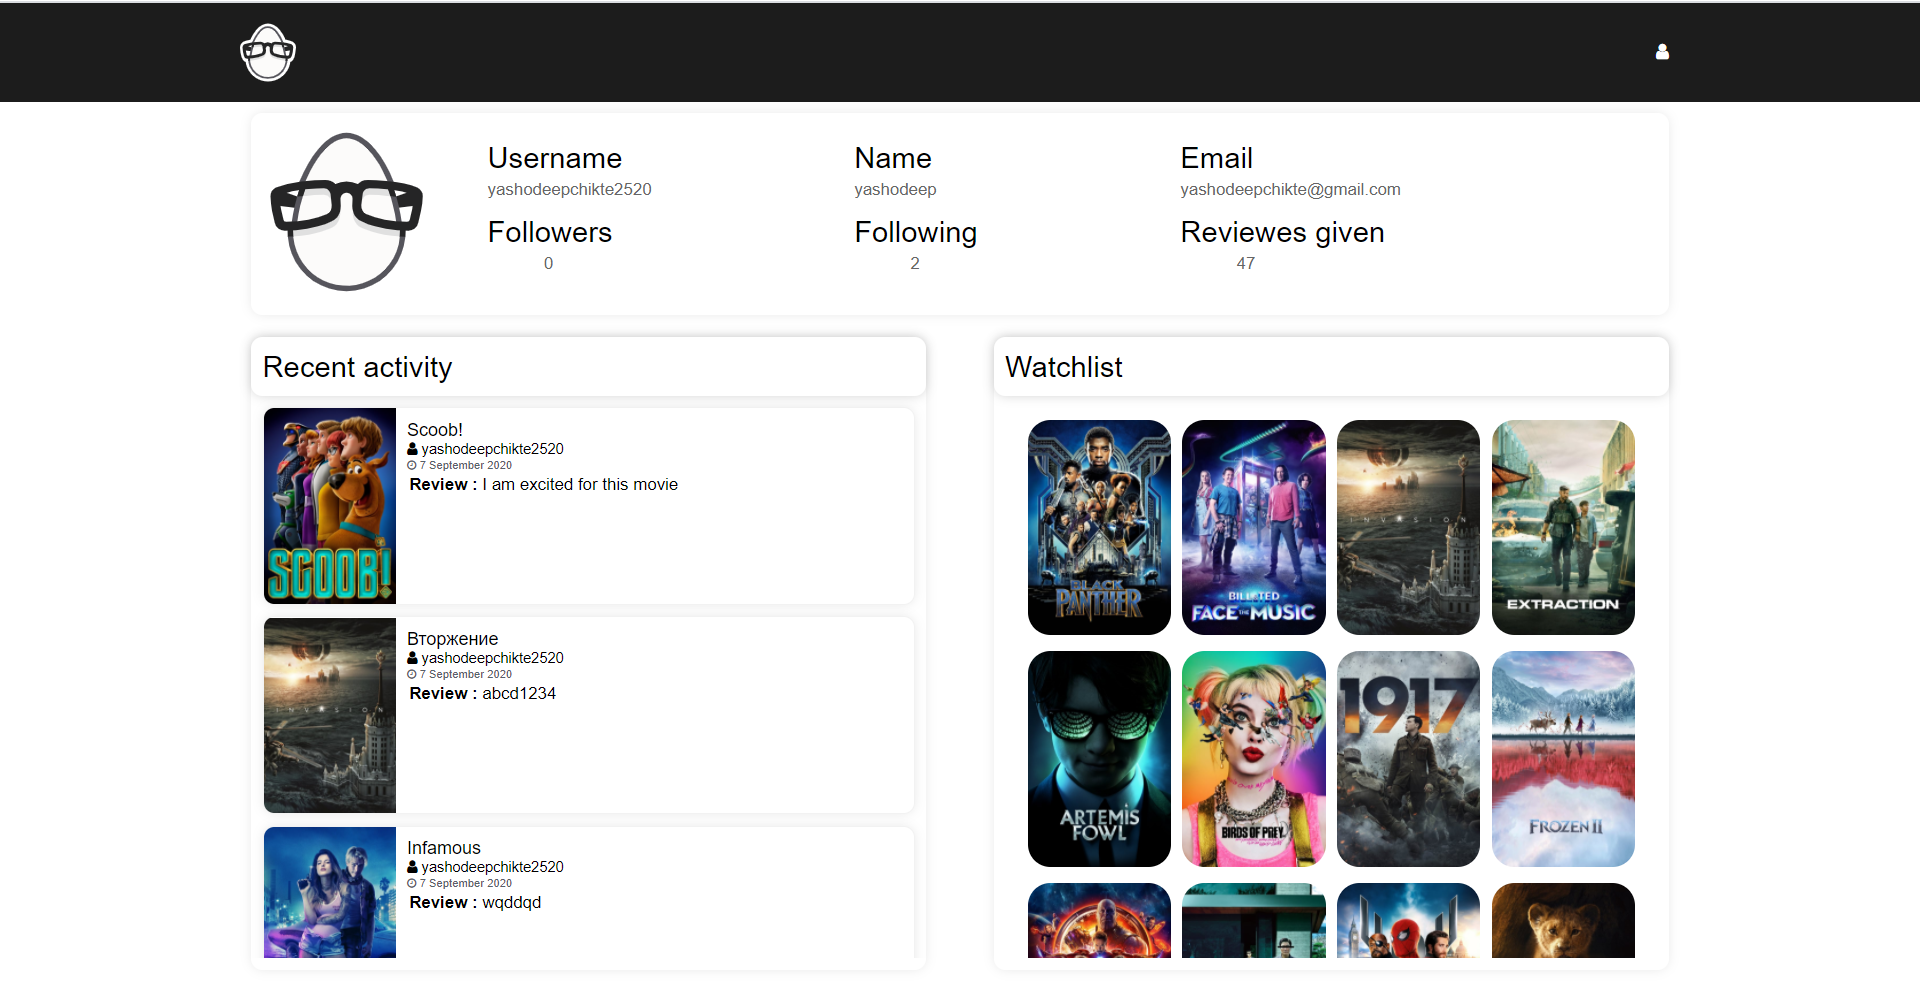 Username
yashodeepchikte2520
Name
yashodeep
Email
yashodeepchikte@gmail.com
Followers
0
Following
2
Reviewes given
47
Recent activity
Scoob!
yashodeepchikte2520
7 September 2020
Review : I am excited for this movie
SCOOB!
Вторжение
yashodeepchikte2520
7 September 2020
Review : abcd1234
INVASION
Infamous
yashodeepchikte2520
7 September 2020
Review : wqddqd
Watchlist
BLACK
PANTHER
BILL & TED
FACE THE MUSIC
INVASION
EXTRACTION
ARTEMIS
FOWL
BIRDS OF PREY
1917
FROZEN II